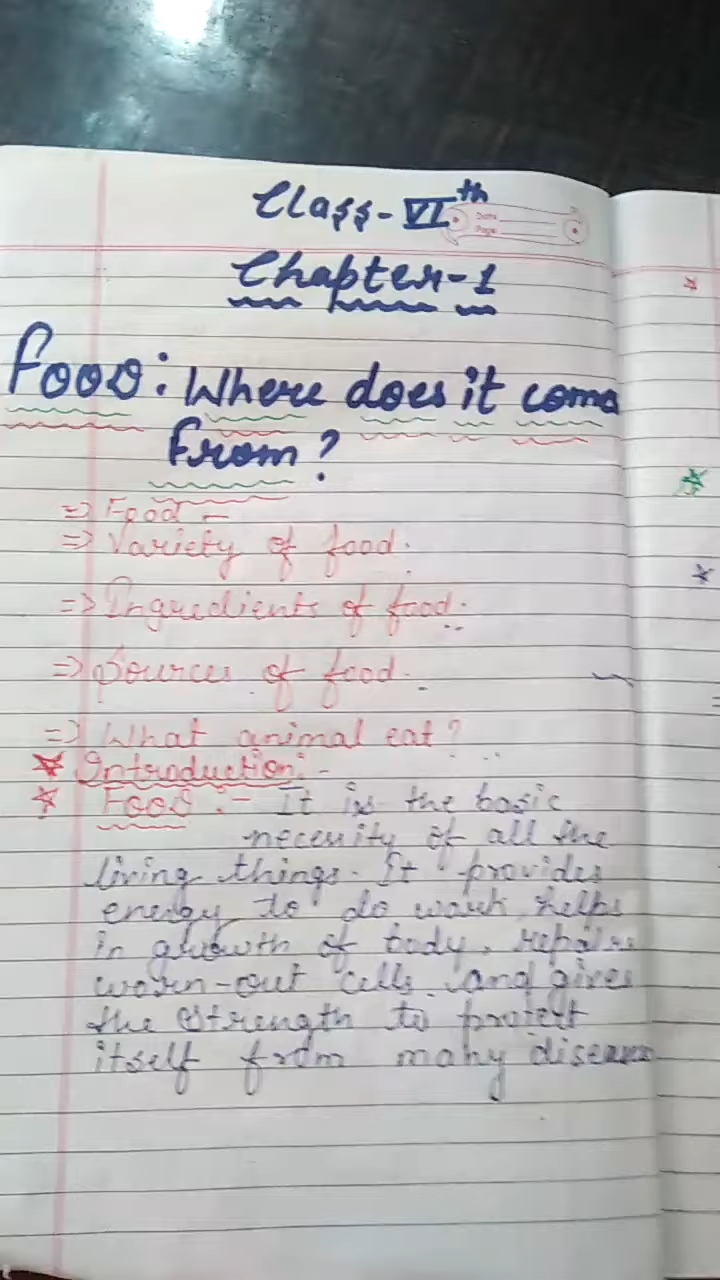 Class-VIth
Date
Page
Chapter-1
Food: Where does it come
from?
=> Food -
=> Variety of food.
=> Ingredients of food.
=> Sources of food.
=> What animal eat?
Introduction:-
Food :- It is the basic
necessity of all the
living things. It provides
energy to do work, helps
in growth of body, repairs
worn-out cells and gives
the strength to protect
itself from many diseases